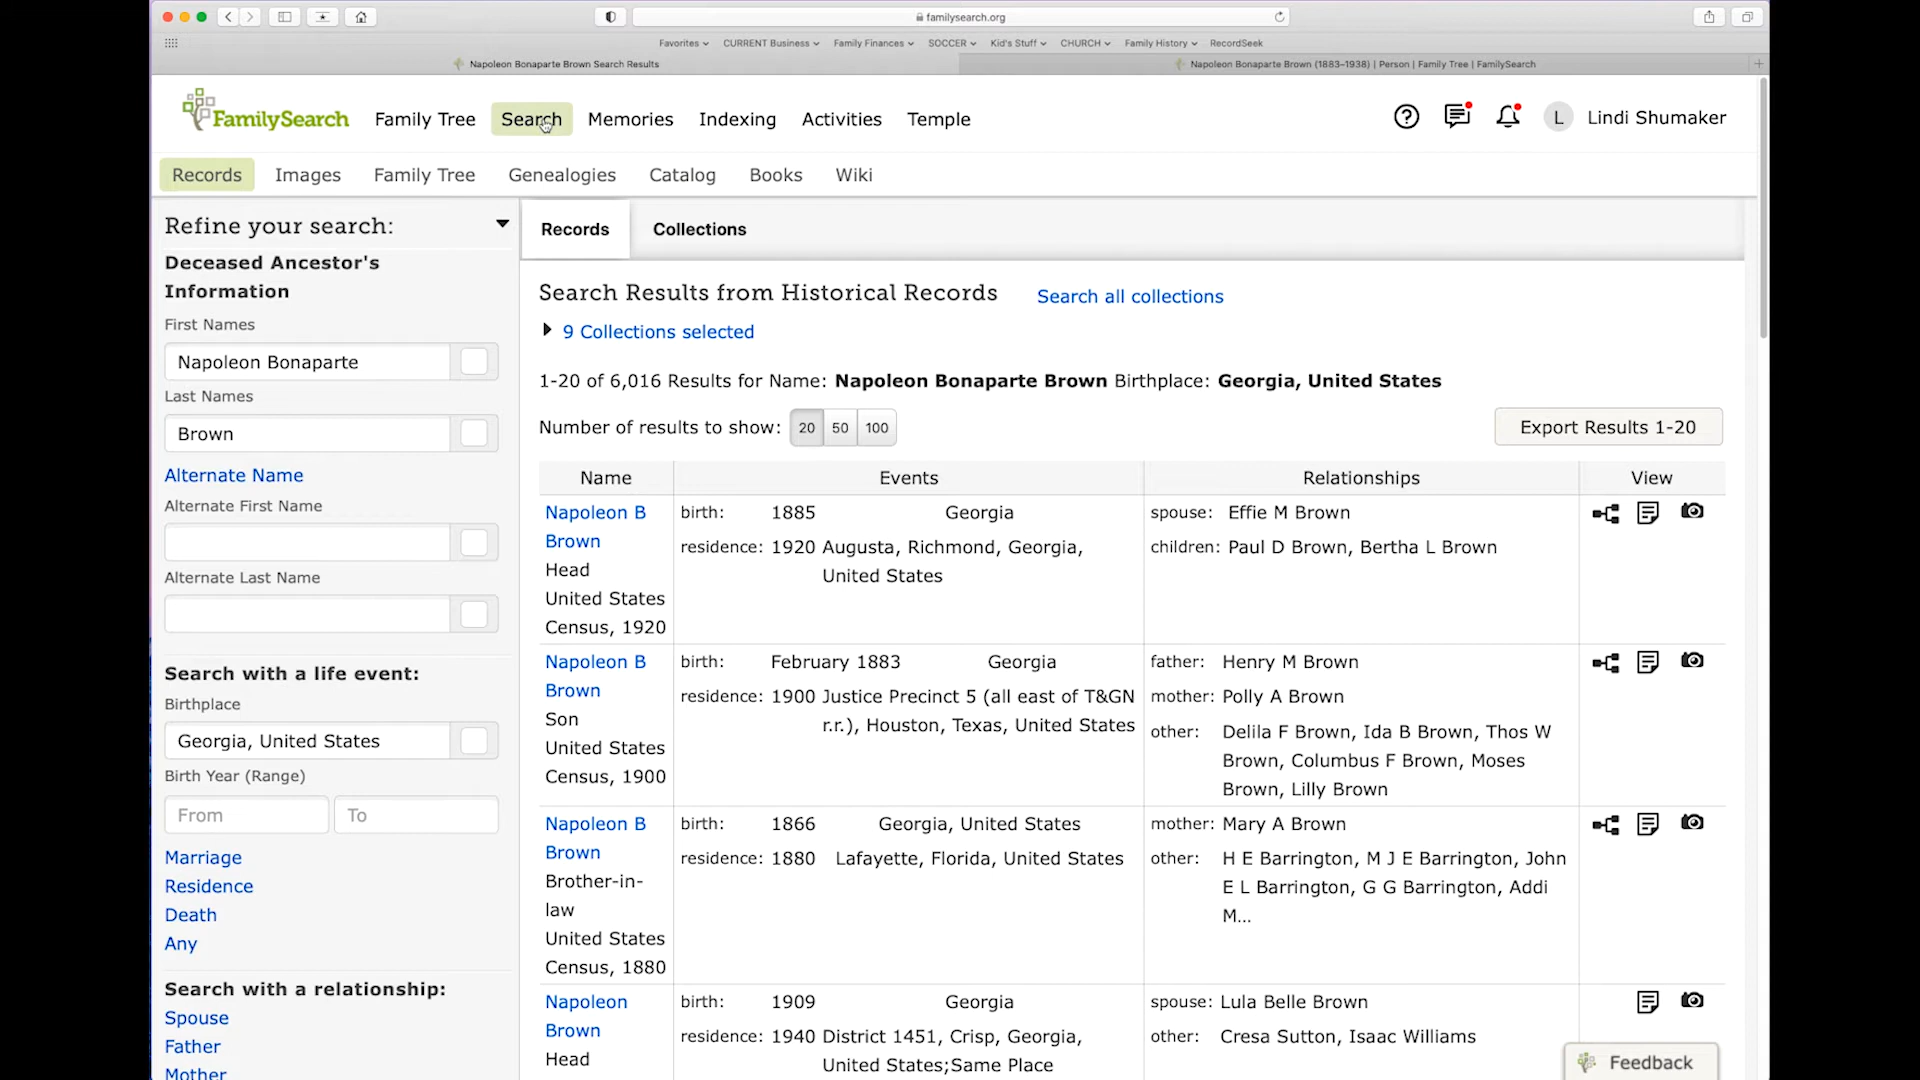 familysearch.org
Favorites CURRENT Business Family Finances SOCCER Kid's Stuff CHURCH Family History RecordSeek
Napoleon Bonaparte Brown Search Results
Napoleon Bonaparte Brown (1883–1938) | Person | Family Tree | FamilySearch
FamilySearch Family Tree Search Memories Indexing Activities Temple L Lindi Shumaker
Records Images Family Tree Genealogies Catalog Books Wiki
Refine your search:
Deceased Ancestor's
Information
First Names
Napoleon Bonaparte
Last Names
Brown
Alternate Name
Alternate First Name
Alternate Last Name
Search with a life event:
Birthplace
Georgia, United States
Birth Year (Range)
From To
Marriage
Residence
Death
Any
Search with a relationship:
Spouse
Father
Mother
Records Collections
Search Results from Historical Records Search all collections
9 Collections selected
1-20 of 6,016 Results for Name: Napoleon Bonaparte Brown Birthplace: Georgia, United States
Number of results to show: 20 50 100 Export Results 1-20
Name Events Relationships View
Napoleon B
Brown
Head
United States
Census, 1920
birth: 1885 Georgia
residence: 1920 Augusta, Richmond, Georgia,
United States
spouse: Effie M Brown
children: Paul D Brown, Bertha L Brown
Napoleon B
Brown
Son
United States
Census, 1900
birth: February 1883 Georgia
residence: 1900 Justice Precinct 5 (all east of T&GN
r.r.), Houston, Texas, United States
father: Henry M Brown
mother: Polly A Brown
other: Delila F Brown, Ida B Brown, Thos W
Brown, Columbus F Brown, Moses
Brown, Lilly Brown
Napoleon B
Brown
Brother-in-
law
United States
Census, 1880
birth: 1866 Georgia, United States
residence: 1880 Lafayette, Florida, United States
mother: Mary A Brown
other: H E Barrington, M J E Barrington, John
E L Barrington, G G Barrington, Addi
M...
Napoleon
Brown
Head
birth: 1909 Georgia
residence: 1940 District 1451, Crisp, Georgia,
United States;Same Place
spouse: Lula Belle Brown
other: Cresa Sutton, Isaac Williams
Feedback